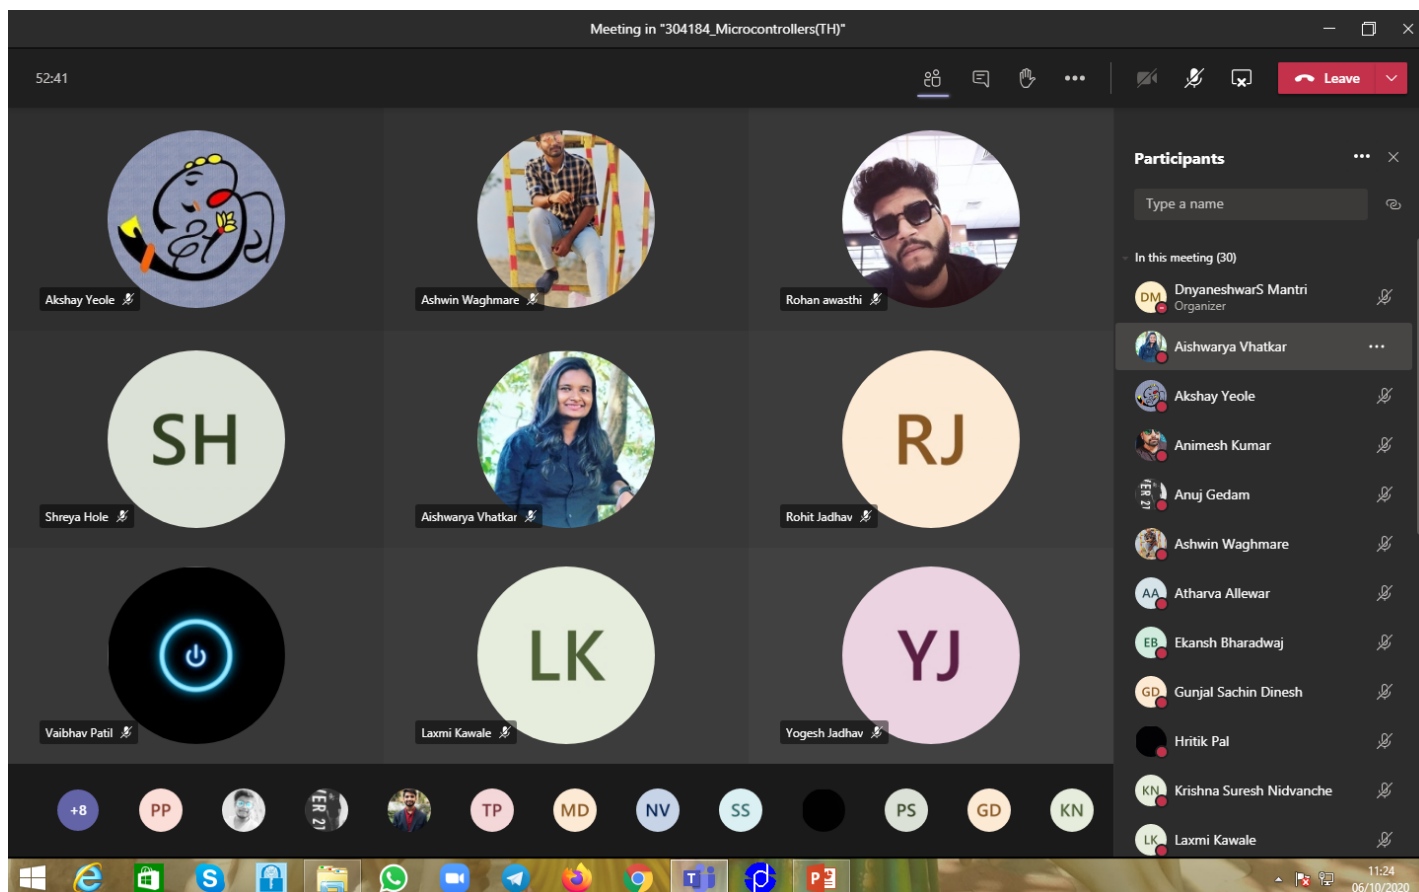 Meeting in "304184_Microcontrollers(TH)"
52:41
Leave
Akshay Yeole
Ashwin Waghmare
Rohan awasthi
SH
Shreya Hole
Aishwarya Vhatkar
RJ
Rohit Jadhav
Vaibhav Patil
LK
Laxmi Kawale
YJ
Yogesh Jadhav
+8
PP
TP
MD
NV
SS
PS
GD
KN
Participants
Type a name
In this meeting (30)
DM
DnyaneshwarS Mantri
Organizer
Aishwarya Vhatkar
Akshay Yeole
Animesh Kumar
Anuj Gedam
Ashwin Waghmare
AA
Atharva Allewar
EB
Ekansh Bharadwaj
GD
Gunjal Sachin Dinesh
Hritik Pal
KN
Krishna Suresh Nidvanche
LK
Laxmi Kawale
11:24
06/10/2020